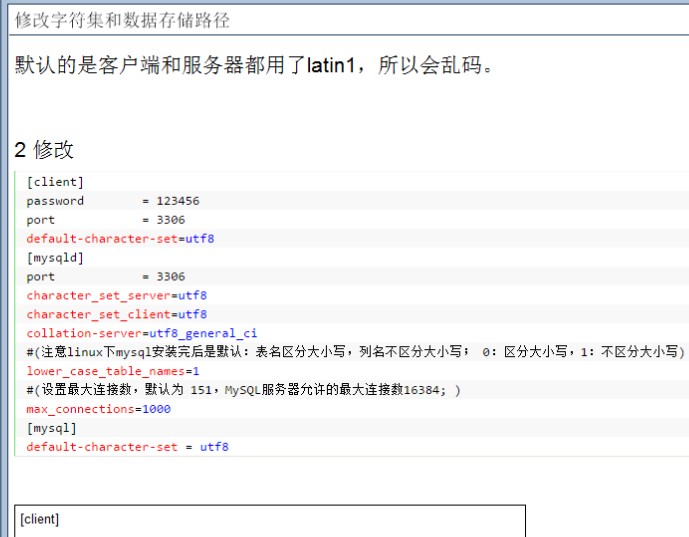 修改字符集和数据存储路径
默认的是客户端和服务器都用了latin1，所以会乱码。
2 修改
[client]
password        = 123456
port            = 3306
default-character-set=utf8
[mysqld]
port            = 3306
character_set_server=utf8
character_set_client=utf8
collation-server=utf8_general_ci
#(注意linux下mysql安装完后是默认：表名区分大小写，列名不区分大小写； 0：区分大小写，1：不区分大小写)
lower_case_table_names=1
#(设置最大连接数，默认为 151，MySQL服务器允许的最大连接数16384; )
max_connections=1000
[mysql]
default-character-set = utf8
[client]